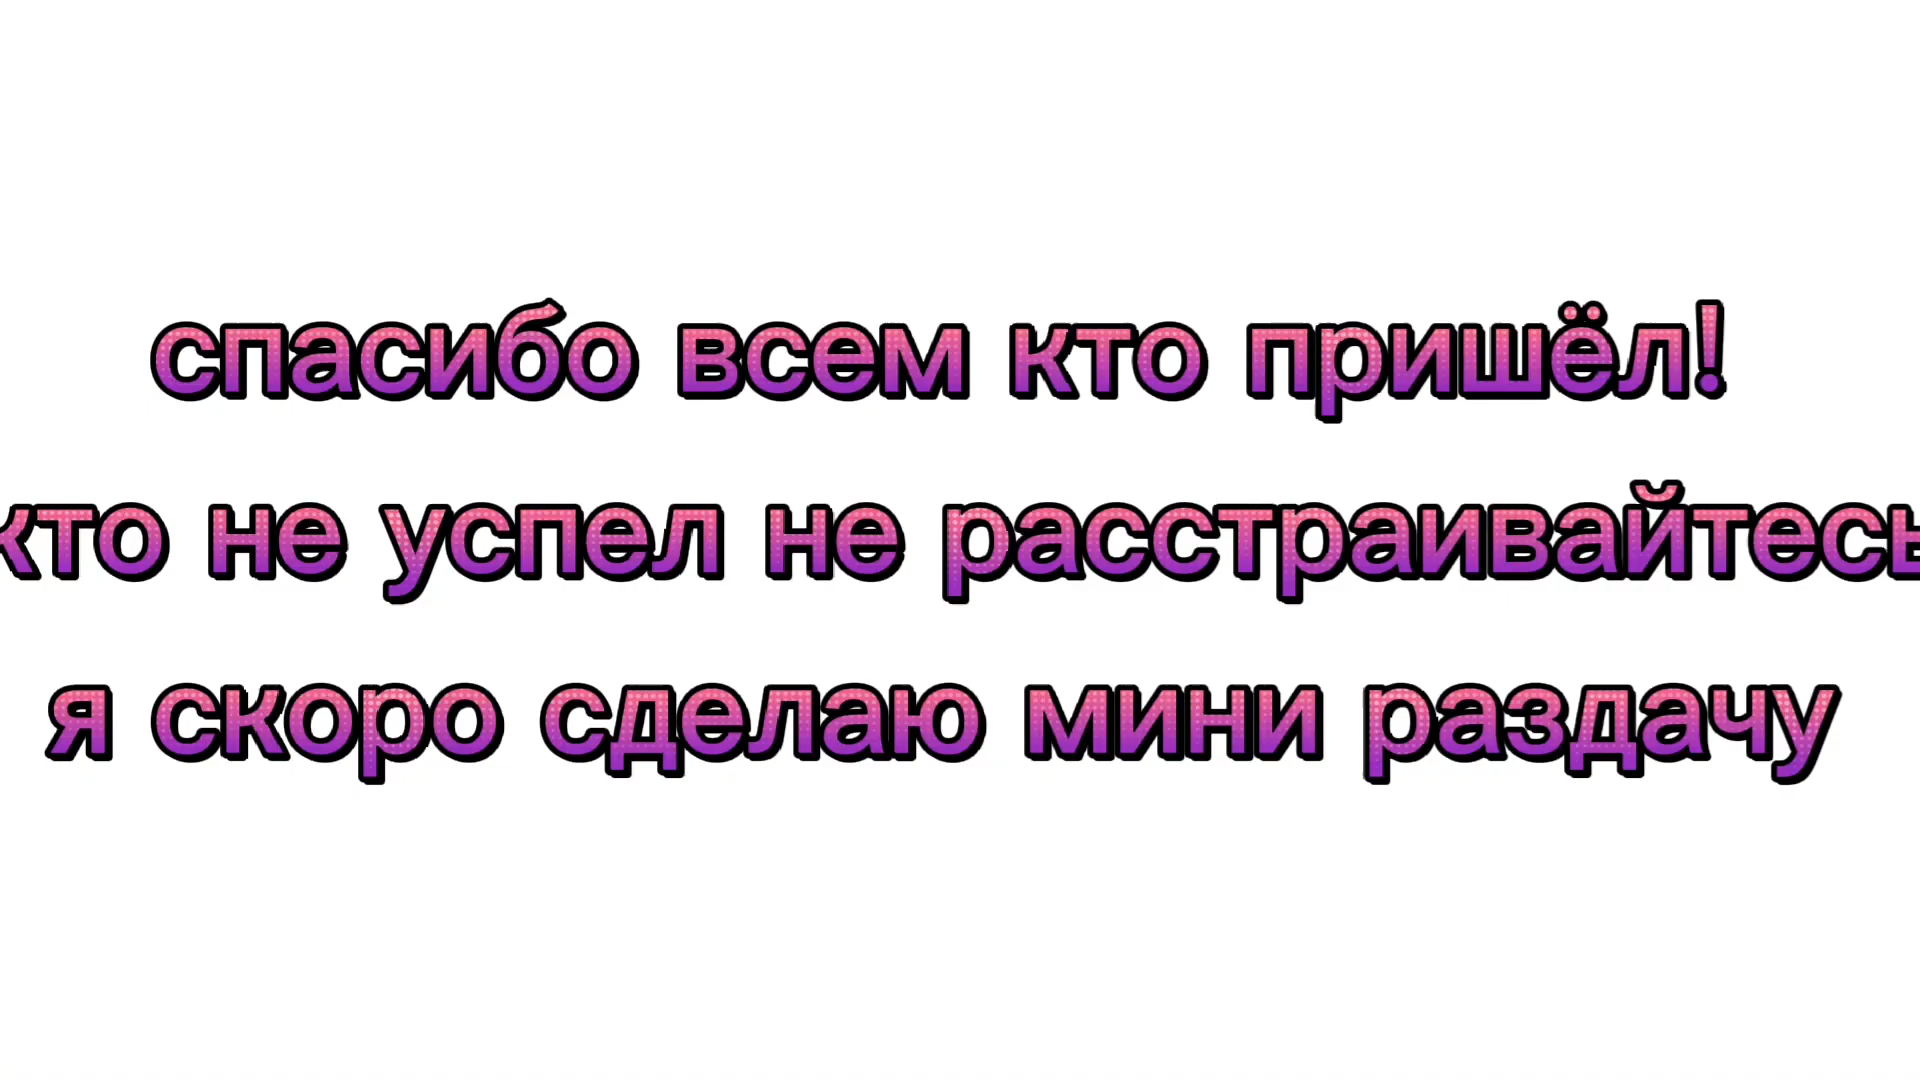 спасибо всем кто пришёл!
кто не успел не расстраивайтесь
я скоро сделаю мини раздачу